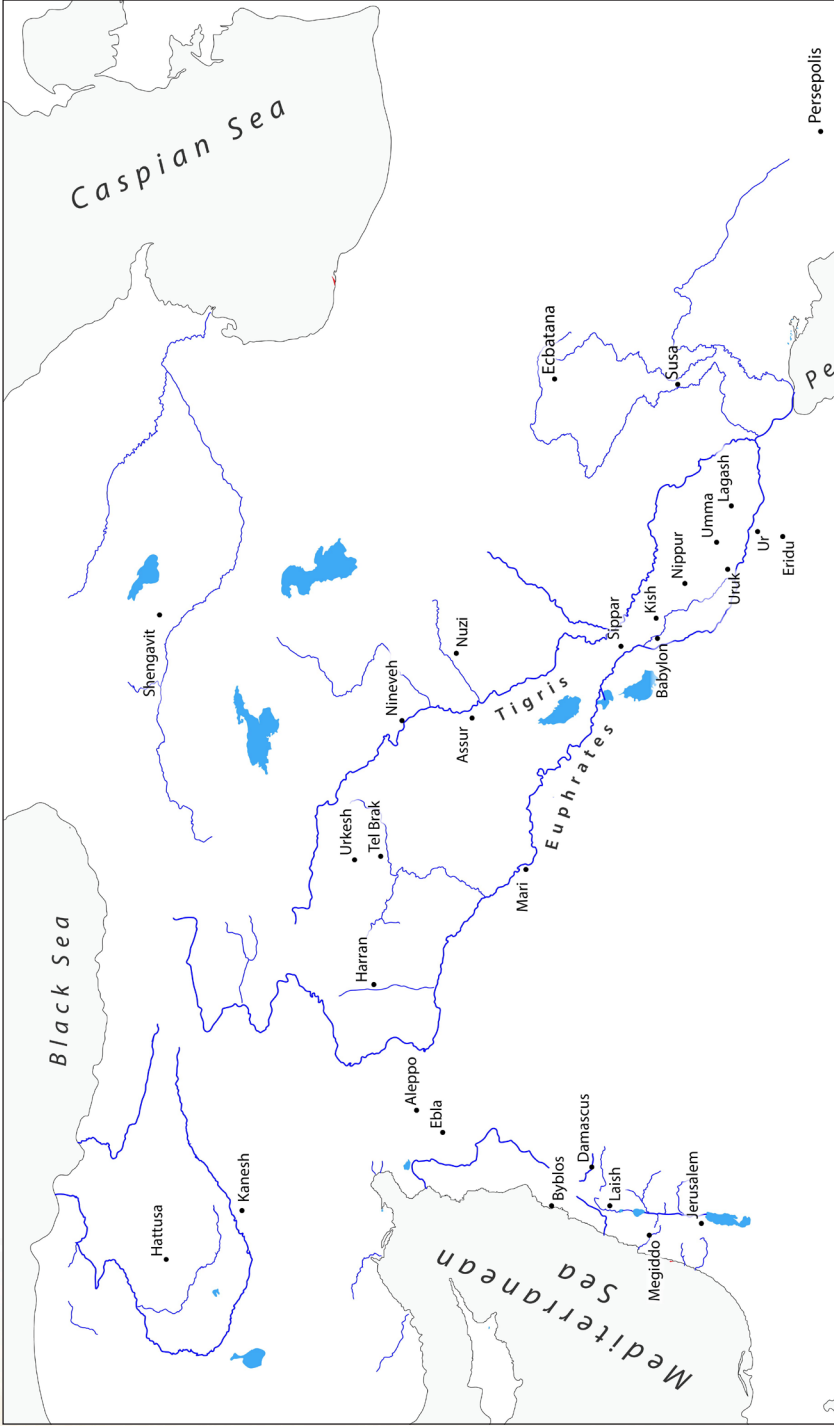 Black Sea
Caspian Sea
Hattusa
Shengavit
Kanesh
Urkesh
Harran
Tel Brak
Nineveh
Aleppo
Ebla
Assur
Nuzi
Tigris
Mari
Ecbatana
Byblos
Euphrates
Damascus
Mediterranean
Sea
Laish
Sippar
Kish
Megiddo
Babylon
Susa
Nippur
Jerusalem
Umma
Lagash
Uruk
Ur
Eridu
Persepolis
Pe